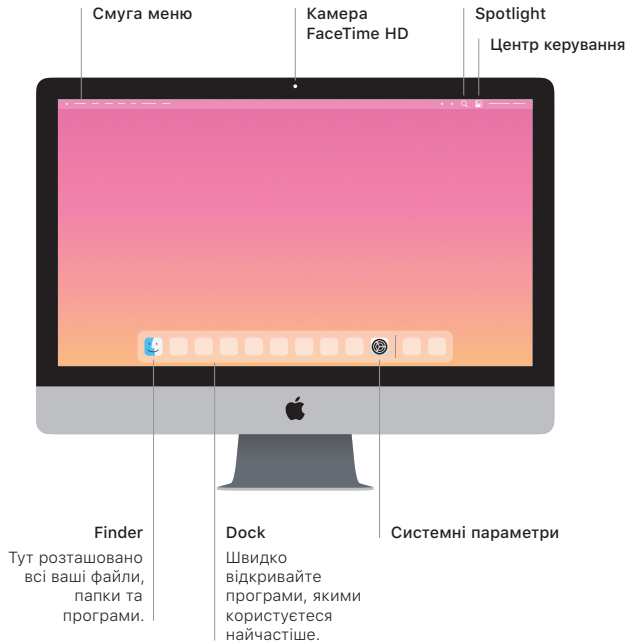 Смуга меню
Камера
FaceTime HD
Spotlight
Центр керування
Finder
Тут розташовано
всі ваші файли,
папки та
програми.
Dock
Швидко
відкривайте
програми, якими
користуєтеся
найчастіше.
Системні параметри